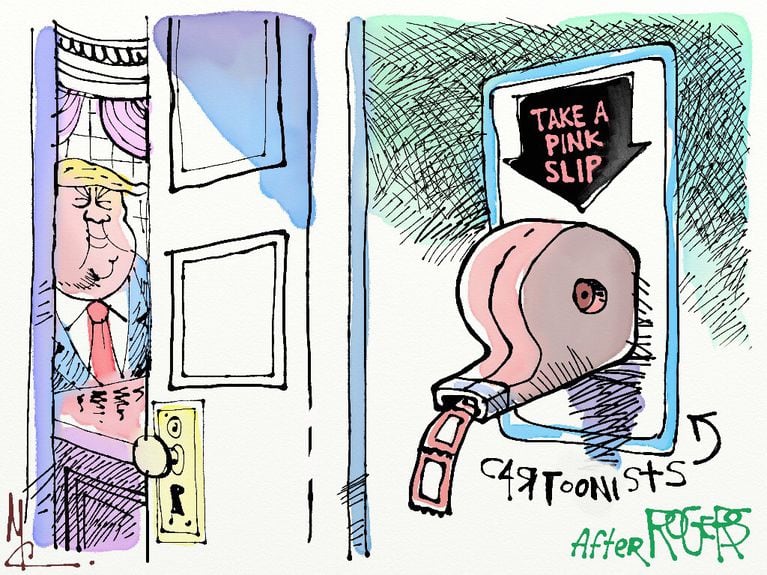 TAKE A
PINK
SLIP
CARTOONISTS
After ROGERS